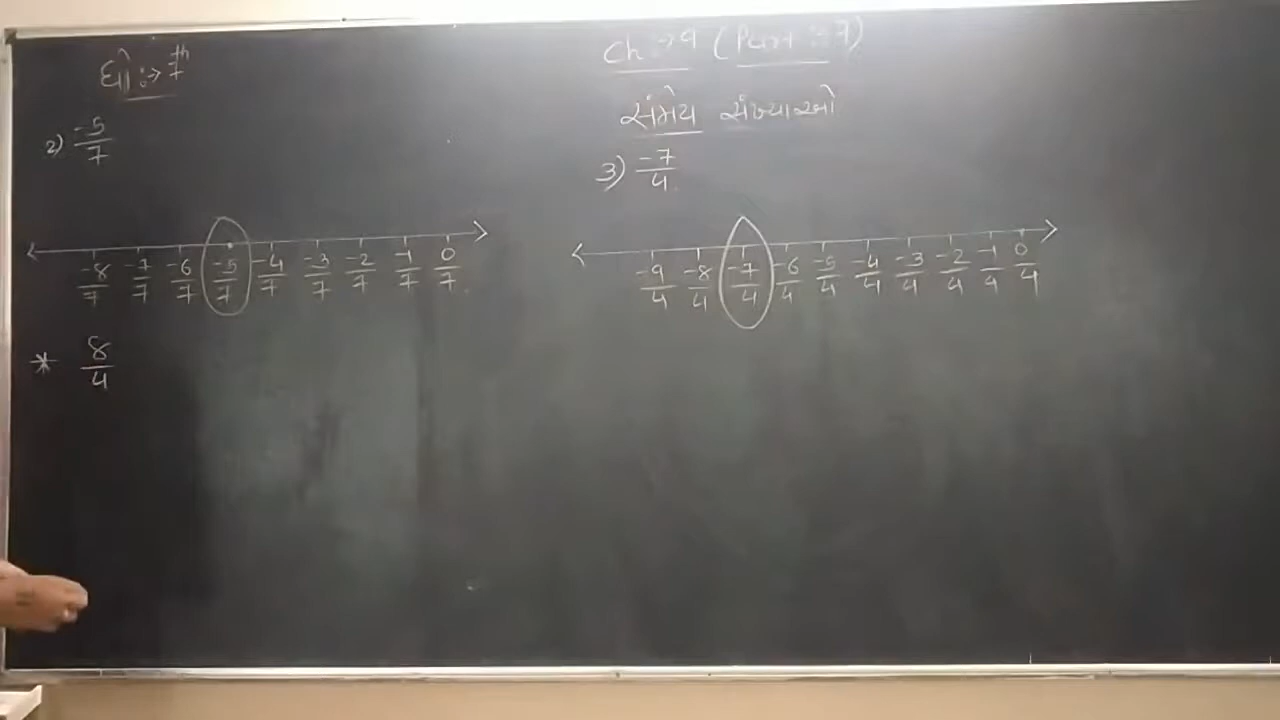 ધો :→ 7th
Ch :→ 9 (Part :- 7)
સંમેય સંખ્યાઓ
2) -5/7
-8/7 -7/7 -6/7 -5/7 -4/7 -3/7 -2/7 -1/7 0/7
3) -7/4
-9/4 -8/4 -7/4 -6/4 -5/4 -4/4 -3/4 -2/4 -1/4 0/4
* 8/4